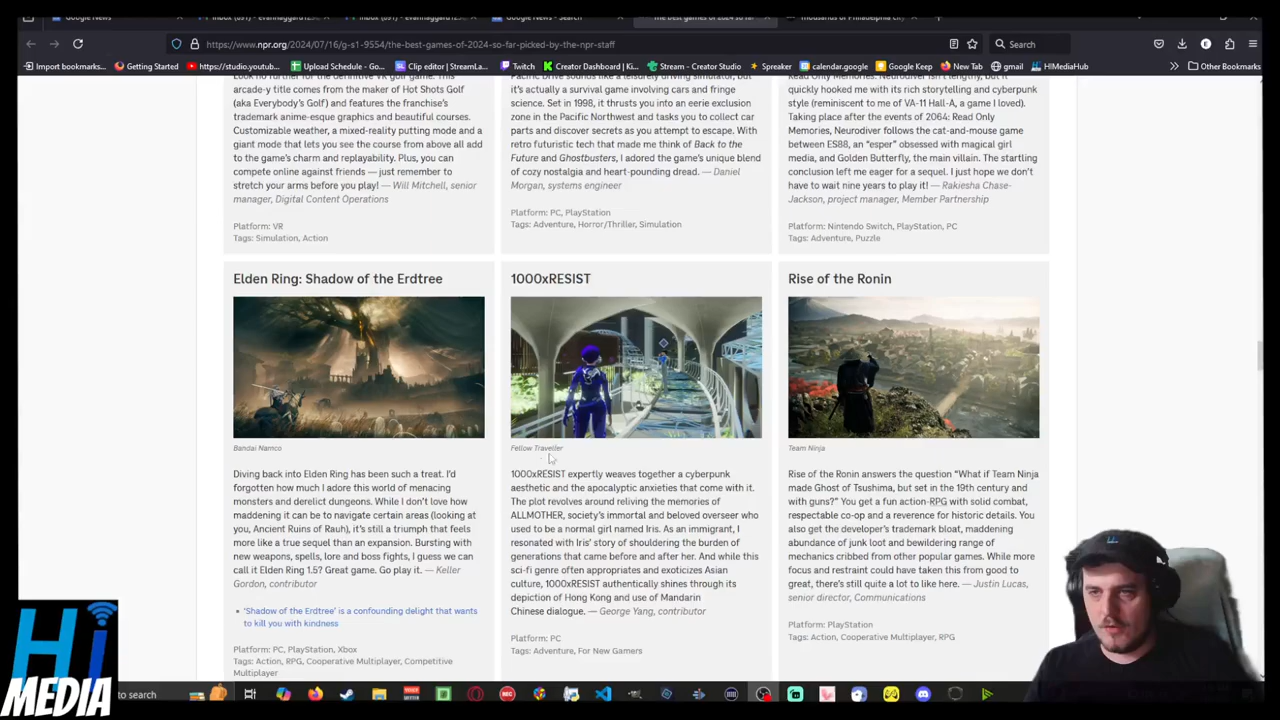 Inbox (691) - evanhaggard123...
Inbox (417) - evanhaggard123...
Google News - Search
The best games of 2024 so far
Thousands of Philadelphia city
https://www.npr.org/2024/07/16/g-s1-9554/the-best-games-of-2024-so-far-picked-by-the-npr-staff
Search
Import bookmarks...
Getting Started
https://studio.youtub...
Upload Schedule - Go...
Clip editor | StreamLa...
Twitch
Creator Dashboard | Ki...
Stream - Creator Studio
Spreaker
calendar.google
Google Keep
New Tab
gmail
HIMediaHub
Other Bookmarks
Look no further for the definitive VR golf game. This
arcade-y title comes from the maker of Hot Shots Golf
(aka Everybody's Golf) and features the franchise's
trademark anime-esque graphics and beautiful courses.
Customizable weather, a mixed-reality putting mode and a
giant mode that lets you see the course from above all add
to the game's charm and replayability. Plus, you can
compete online against friends — just remember to
stretch your arms before you play! — Will Mitchell, senior
manager, Digital Content Operations
Platform: VR
Tags: Simulation, Action
Pacific Drive sounds like a leisurely driving simulator, but
it's actually a survival game involving cars and fringe
science. Set in 1998, it thrusts you into an eerie exclusion
zone in the Pacific Northwest and tasks you to collect car
parts and discover secrets as you attempt to escape. With
retro futuristic tech that made me think of Back to the
Future and Ghostbusters, I adored the game's unique blend
of cozy nostalgia and heart-pounding dread. — Daniel
Morgan, systems engineer
Platform: PC, PlayStation
Tags: Adventure, Horror/Thriller, Simulation
Read Only Memories: Neurodiver isn't lengthy, but it
quickly hooked me with its rich storytelling and cyberpunk
style (reminiscent to me of VA-11 Hall-A, a game I loved).
Taking place after the events of 2064: Read Only
Memories, Neurodiver follows the cat-and-mouse game
between ES88, an "esper" obsessed with magical girl
media, and Golden Butterfly, the main villain. The startling
conclusion left me eager for a sequel. I just hope we don't
have to wait nine years to play it! — Rakiesha Chase-
Jackson, project manager, Member Partnership
Platform: Nintendo Switch, PlayStation, PC
Tags: Adventure, Puzzle
Elden Ring: Shadow of the Erdtree
Bandai Namco
Diving back into Elden Ring has been such a treat. I'd
forgotten how much I adore this world of menacing
monsters and derelict dungeons. While I don't love how
maddening it can be to navigate certain areas (looking at
you, Ancient Ruins of Rauh), it's still a triumph that feels
more like a true sequel than an expansion. Bursting with
new weapons, spells, lore and boss fights, I guess we can
call it Elden Ring 1.5? Great game. Go play it. — Keller
Gordon, contributor
• 'Shadow of the Erdtree' is a confounding delight that wants
to kill you with kindness
Platform: PC, PlayStation, Xbox
Tags: Action, RPG, Cooperative Multiplayer, Competitive
Multiplayer
1000xRESIST
Fellow Traveller
1000xRESIST expertly weaves together a cyberpunk
aesthetic and the apocalyptic anxieties that come with it.
The plot revolves around reliving the memories of
ALLMOTHER, society's immortal and beloved overseer who
used to be a normal girl named Iris. As an immigrant, I
resonated with Iris' story of shouldering the burden of
generations that came before and after her. And while this
sci-fi genre often appropriates and exoticizes Asian
culture, 1000xRESIST authentically shines through its
depiction of Hong Kong and use of Mandarin
Chinese dialogue. — George Yang, contributor
Platform: PC
Tags: Adventure, For New Gamers
Rise of the Ronin
Team Ninja
Rise of the Ronin answers the question "What if Team Ninja
made Ghost of Tsushima, but set in the 19th century and
with guns?" You get a fun action-RPG with solid combat,
respectable co-op and a reverence for historic details. You
also get the developer's trademark bloat, maddening
abundance of junk loot and bewildering range of
mechanics cribbed from other popular games. While more
focus and restraint could have taken this from good to
great, there's still quite a lot to like here. — Justin Lucas,
senior director, Communications
Platform: PlayStation
Tags: Action, Cooperative Multiplayer, RPG
Hi
MEDIA
to search
REC